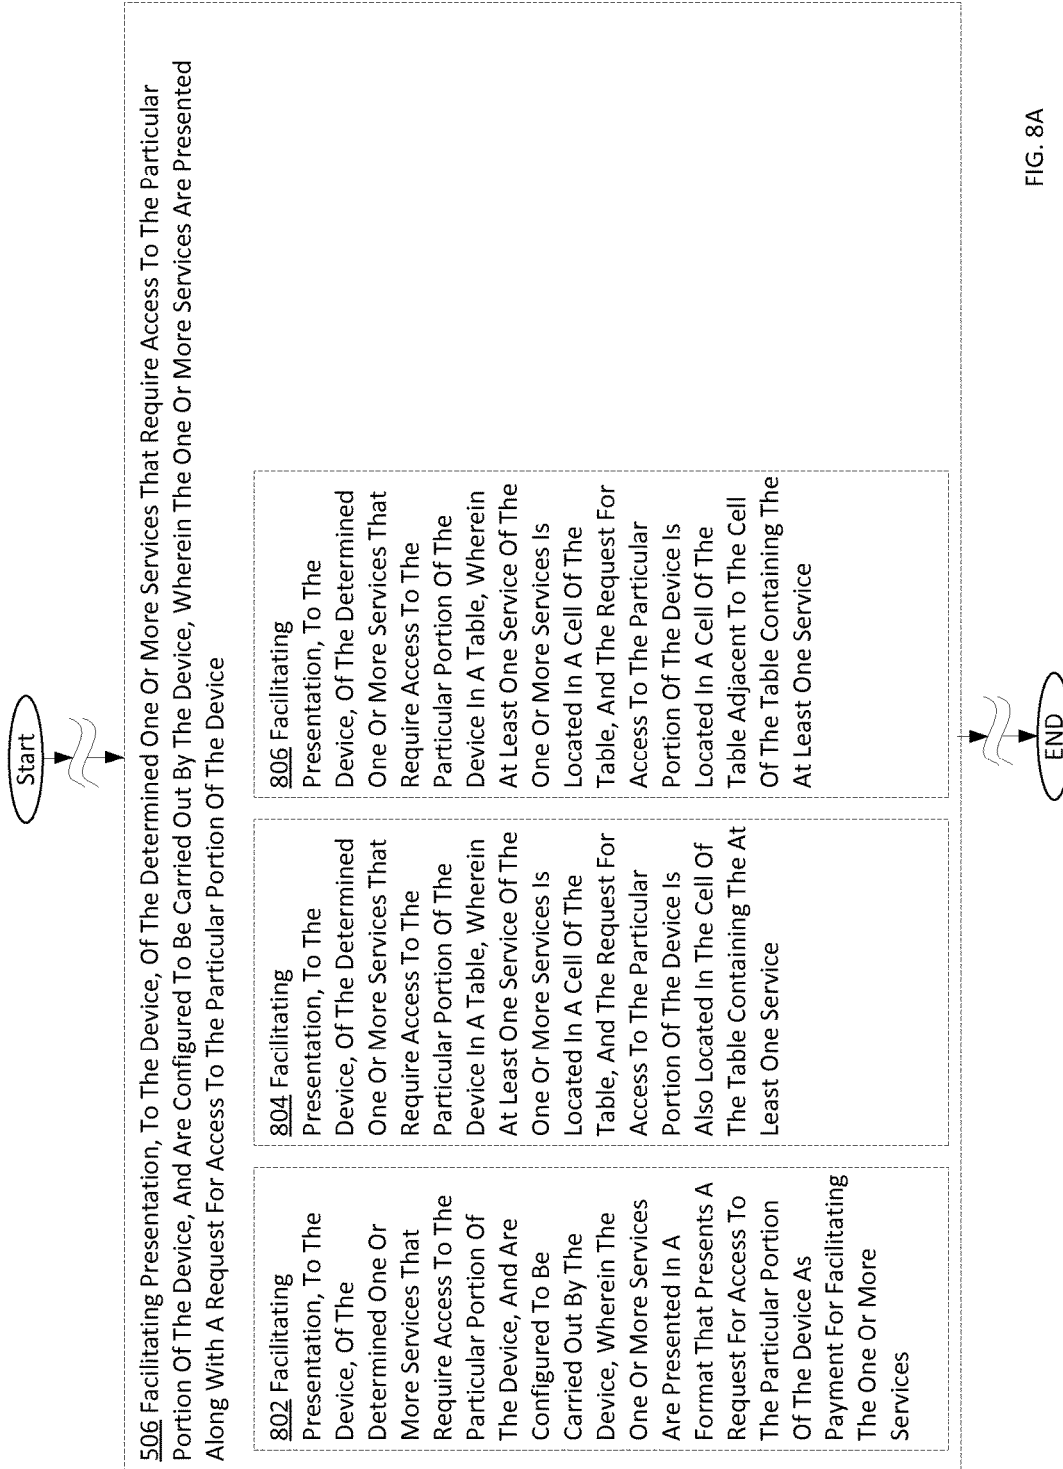 Start
506 Facilitating Presentation, To The Device, Of The Determined One Or More Services That Require Access To The Particular
Portion Of The Device, And Are Configured To Be Carried Out By The Device, Wherein The One Or More Services Are Presented
Along With A Request For Access To The Particular Portion Of The Device
802 Facilitating
Presentation, To The
Device, Of The
Determined One Or
More Services That
Require Access To The
Particular Portion Of
The Device, And Are
Configured To Be
Carried Out By The
Device, Wherein The
One Or More Services
Are Presented In A
Format That Presents A
Request For Access To
The Particular Portion
Of The Device As
Payment For Facilitating
The One Or More
Services
804 Facilitating
Presentation, To The
Device, Of The Determined
One Or More Services That
Require Access To The
Particular Portion Of The
Device In A Table, Wherein
At Least One Service Of The
One Or More Services Is
Located In A Cell Of The
Table, And The Request For
Access To The Particular
Portion Of The Device Is
Also Located In The Cell Of
The Table Containing The At
Least One Service
806 Facilitating
Presentation, To The
Device, Of The Determined
One Or More Services That
Require Access To The
Particular Portion Of The
Device In A Table, Wherein
At Least One Service Of The
One Or More Services Is
Located In A Cell Of The
Table, And The Request For
Access To The Particular
Portion Of The Device Is
Located In A Cell Of The
Table Adjacent To The Cell
Of The Table Containing The
At Least One Service
END
FIG. 8A